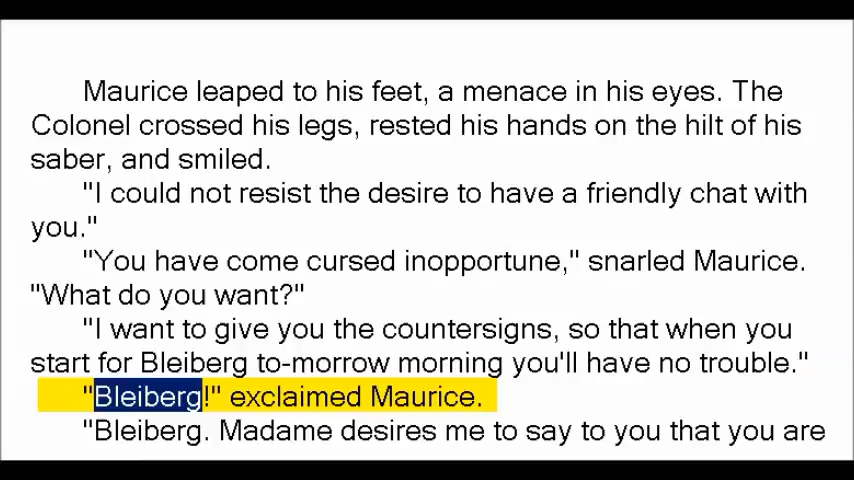 Maurice leaped to his feet, a menace in his eyes. The
Colonel crossed his legs, rested his hands on the hilt of his
saber, and smiled.
"I could not resist the desire to have a friendly chat with
you."
"You have come cursed inopportune," snarled Maurice.
"What do you want?"
"I want to give you the countersigns, so that when you
start for Bleiberg to-morrow morning you'll have no trouble."
"Bleiberg!" exclaimed Maurice.
"Bleiberg. Madame desires me to say to you that you are